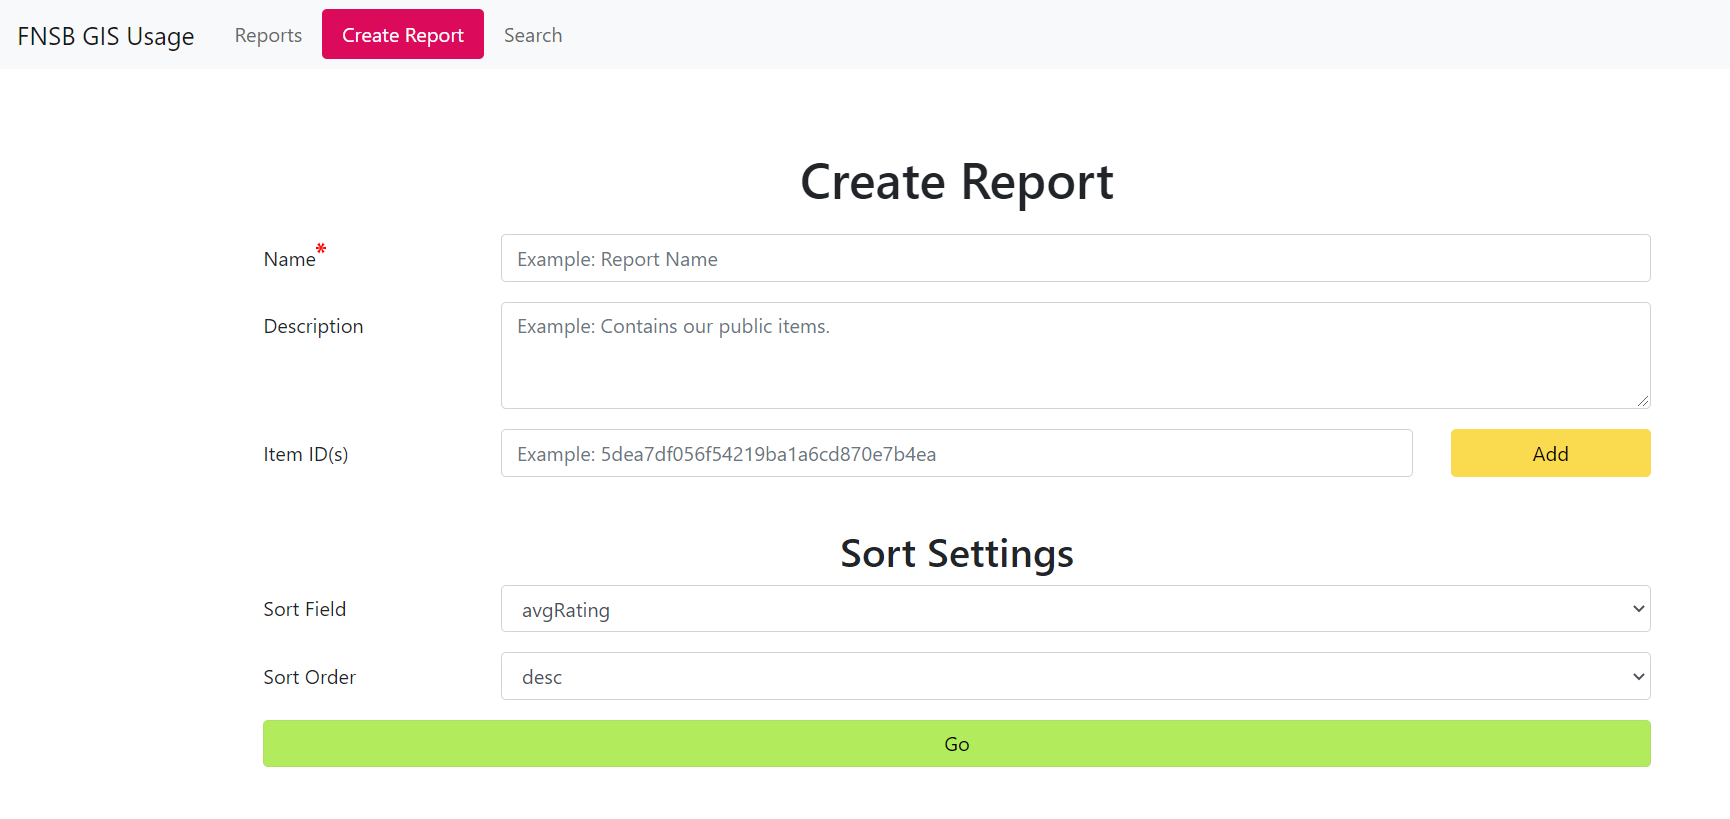 FNSB GIS Usage Reports Create Report Search
Create Report
Name* Example: Report Name
Description Example: Contains our public items.
Item ID(s) Example: 5dea7df056f54219ba1a6cd870e7b4ea Add
Sort Settings
Sort Field avgRating
Sort Order desc
Go